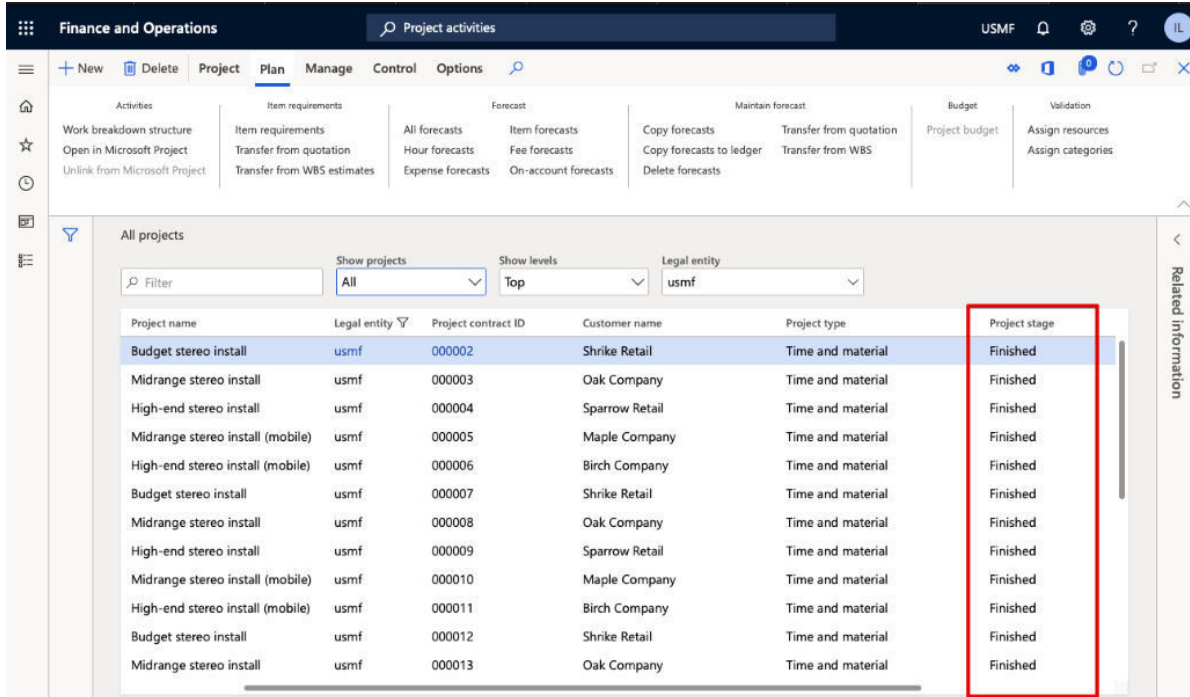 Finance and Operations Project activities USMF ? IL
New Delete Project Plan Manage Control Options 0
Activities Item requirements Forecast Maintain forecast Budget Validation
Work breakdown structure Item requirements All forecasts Item forecasts Copy forecasts Transfer from quotation Project budget Assign resources
Open in Microsoft Project Transfer from quotation Hour forecasts Fee forecasts Copy forecasts to ledger Transfer from WBS Assign categories
Unlink from Microsoft Project Transfer from WBS estimates Expense forecasts On-account forecasts Delete forecasts
All projects
Show projects Show levels Legal entity
Filter All Top usmf
Project name Legal entity Project contract ID Customer name Project type Project stage
Budget stereo install usmf 000002 Shrike Retail Time and material Finished
Midrange stereo install usmf 000003 Oak Company Time and material Finished
High-end stereo install usmf 000004 Sparrow Retail Time and material Finished
Midrange stereo install (mobile) usmf 000005 Maple Company Time and material Finished
High-end stereo install (mobile) usmf 000006 Birch Company Time and material Finished
Budget stereo install usmf 000007 Shrike Retail Time and material Finished
Midrange stereo install usmf 000008 Oak Company Time and material Finished
High-end stereo install usmf 000009 Sparrow Retail Time and material Finished
Midrange stereo install (mobile) usmf 000010 Maple Company Time and material Finished
High-end stereo install (mobile) usmf 000011 Birch Company Time and material Finished
Budget stereo install usmf 000012 Shrike Retail Time and material Finished
Midrange stereo install usmf 000013 Oak Company Time and material Finished
Related information